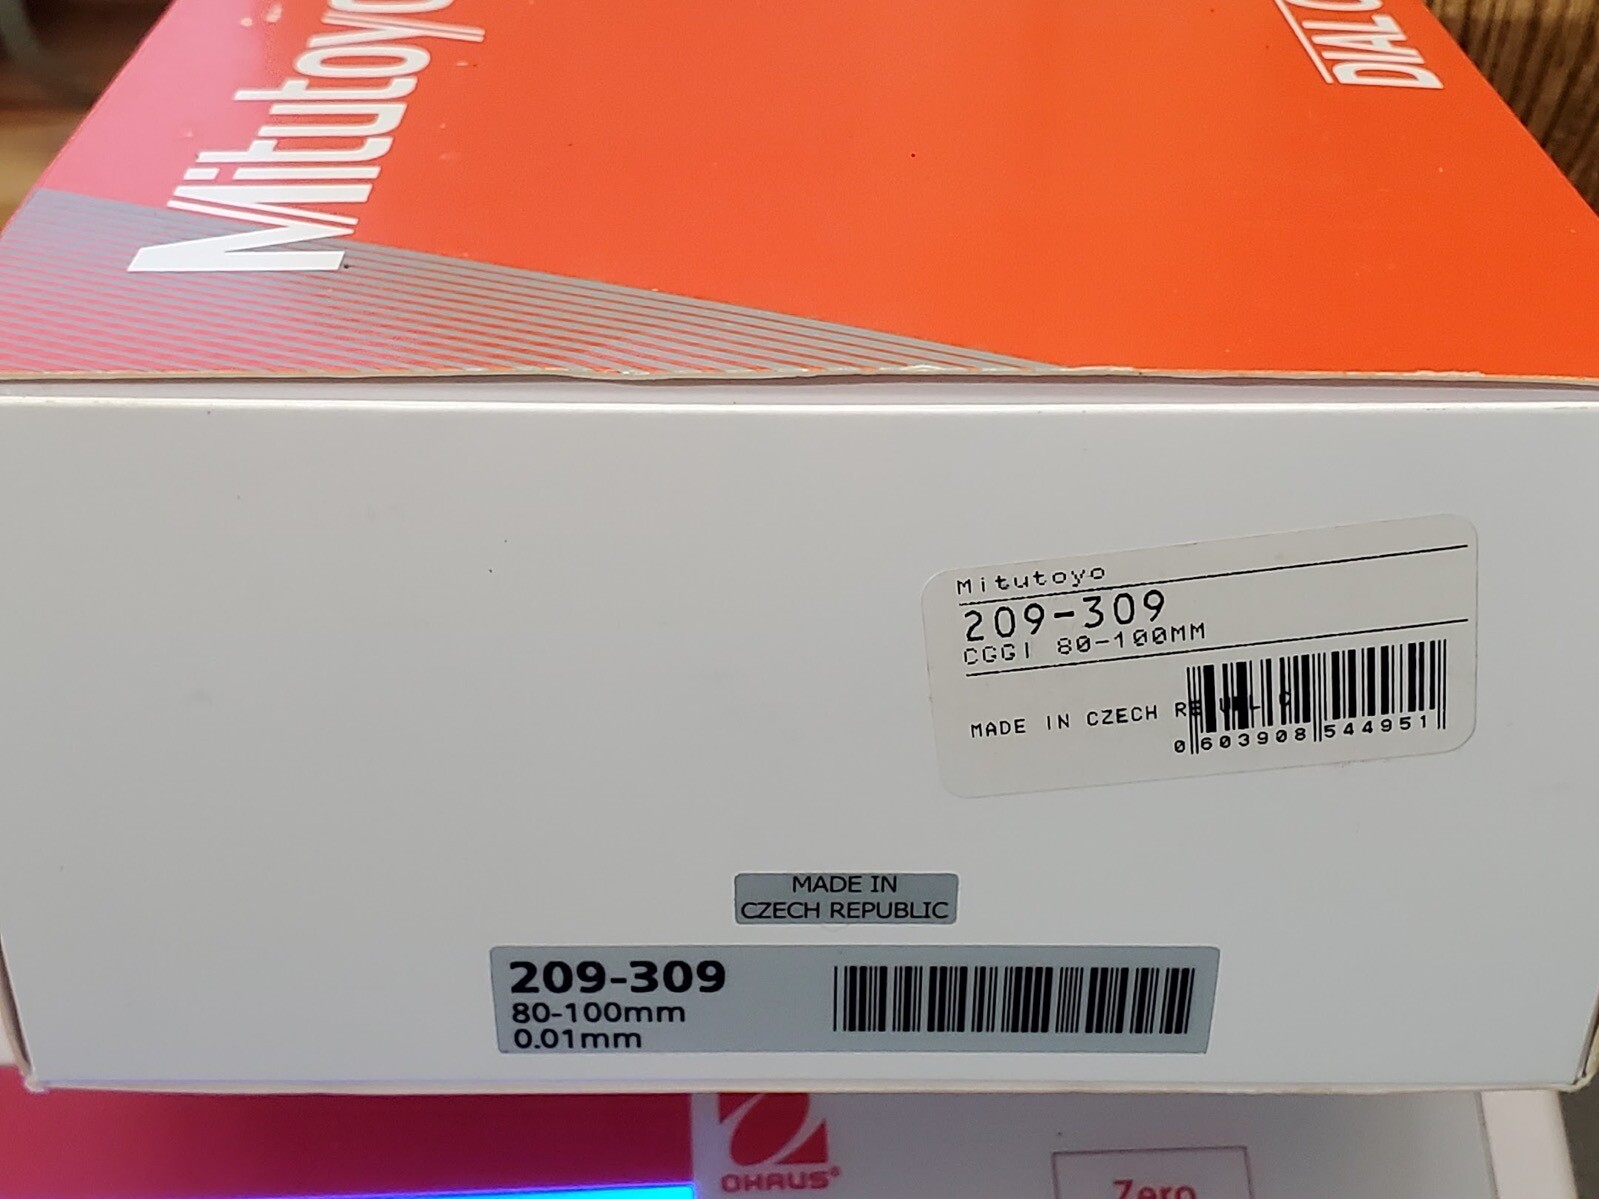 Mitutoyo
DIAL
Mitutoyo
209-309
CGGI 80-100MM
MADE IN CZECH
0 603908 544951
MADE IN
CZECH REPUBLIC
209-309
80-100mm
0.01mm
OHAUS®
Zero